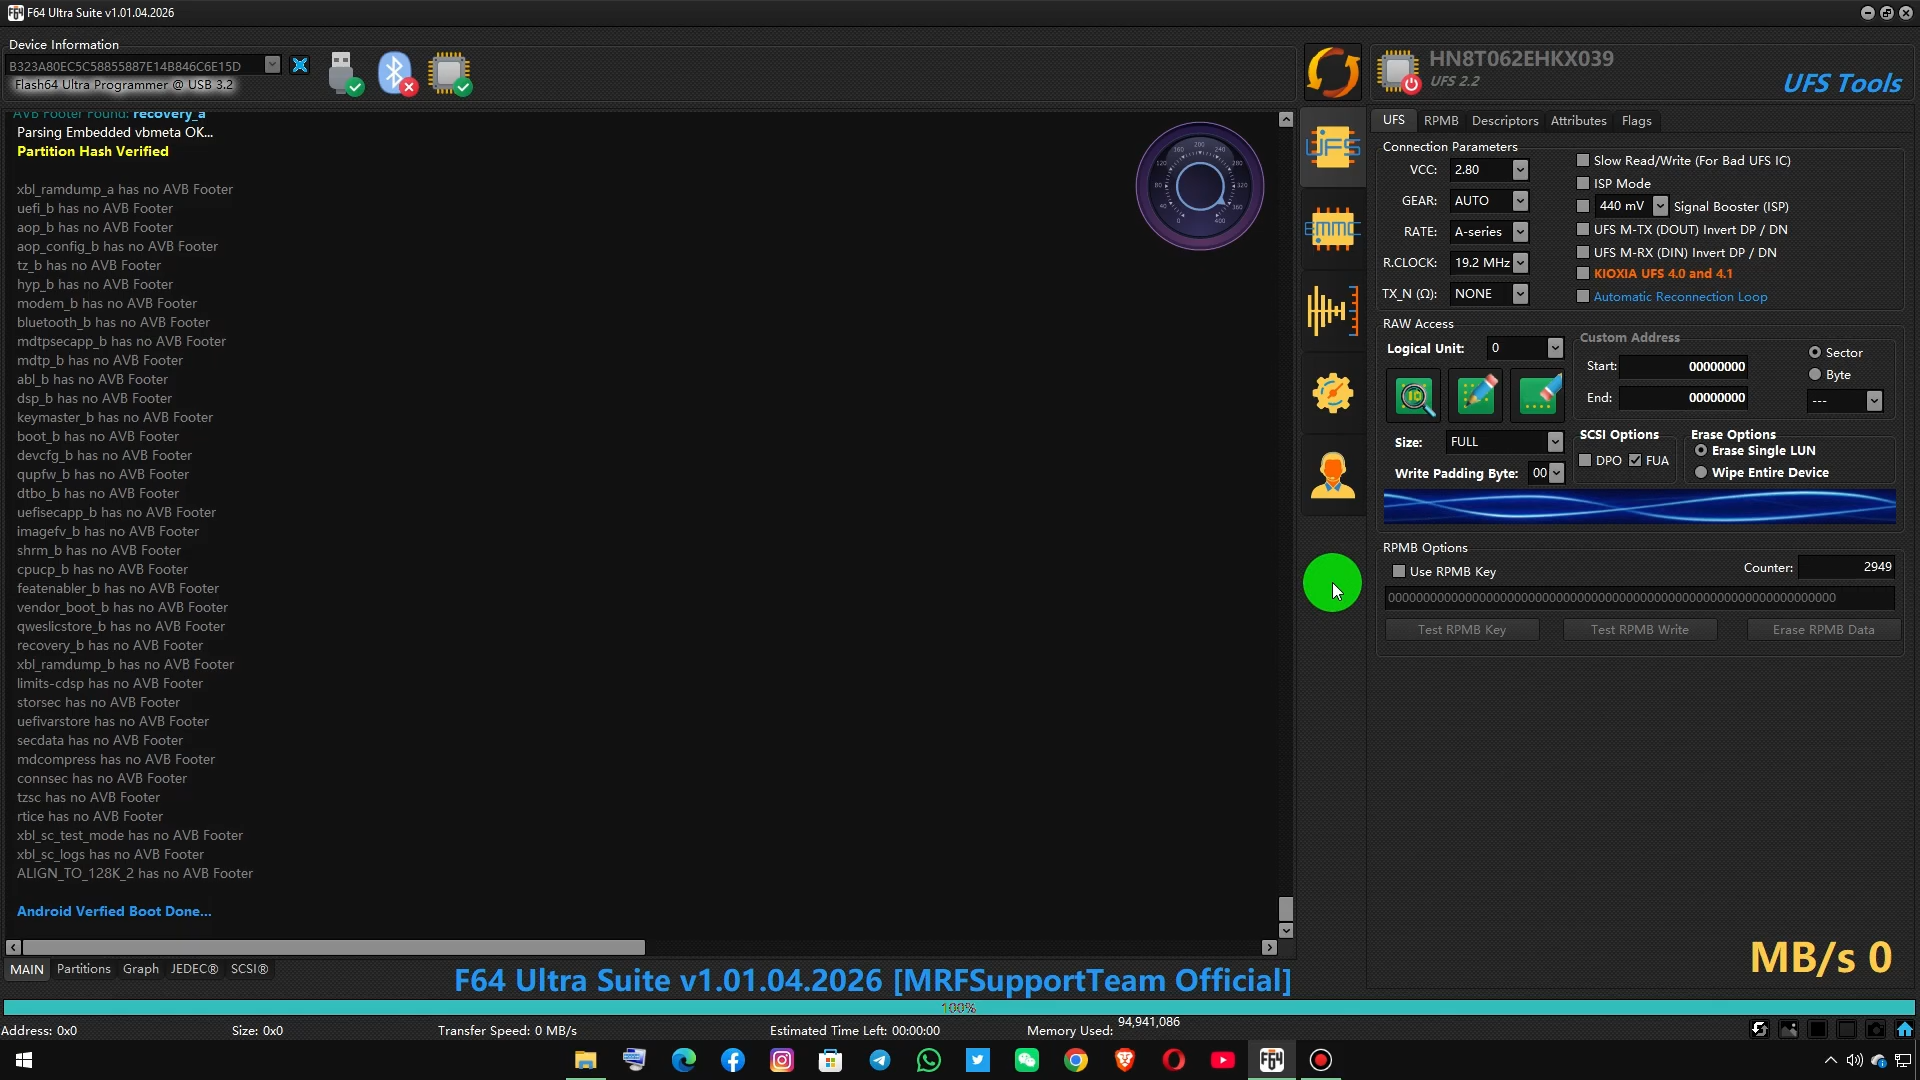 F64 Ultra Suite v1.01.04.2026
Device Information
B323A80EC5C58855887E14B846C6E15D
Flash64 Ultra Programmer @ USB 3.2
HN8T062EHKX039
UFS 2.2
UFS Tools
AVB Footer Found: recovery_a
Parsing Embedded vbmeta OK...
Partition Hash Verified
xbl_ramdump_a has no AVB Footer
uefi_b has no AVB Footer
aop_b has no AVB Footer
aop_config_b has no AVB Footer
tz_b has no AVB Footer
hyp_b has no AVB Footer
modem_b has no AVB Footer
bluetooth_b has no AVB Footer
mdtpsecapp_b has no AVB Footer
mdtp_b has no AVB Footer
abl_b has no AVB Footer
dsp_b has no AVB Footer
keymaster_b has no AVB Footer
boot_b has no AVB Footer
devcfg_b has no AVB Footer
qupfw_b has no AVB Footer
dtbo_b has no AVB Footer
uefisecapp_b has no AVB Footer
imagefv_b has no AVB Footer
shrm_b has no AVB Footer
cpucp_b has no AVB Footer
featenabler_b has no AVB Footer
vendor_boot_b has no AVB Footer
qweslicstore_b has no AVB Footer
recovery_b has no AVB Footer
xbl_ramdump_b has no AVB Footer
limits-cdsp has no AVB Footer
storsec has no AVB Footer
uefivarstore has no AVB Footer
secdata has no AVB Footer
mdcompress has no AVB Footer
connsec has no AVB Footer
tzsc has no AVB Footer
rtice has no AVB Footer
xbl_sc_test_mode has no AVB Footer
xbl_sc_logs has no AVB Footer
ALIGN_TO_128K_2 has no AVB Footer
Android Verfied Boot Done...
0 40 80 120 160 200 240 280 320 360 400
UFS
eMMC
UFS RPMB Descriptors Attributes Flags
Connection Parameters
VCC: 2.80
GEAR: AUTO
RATE: A-series
R.CLOCK: 19.2 MHz
TX_N (Ω): NONE
Slow Read/Write (For Bad UFS IC)
ISP Mode
440 mV Signal Booster (ISP)
UFS M-TX (DOUT) Invert DP / DN
UFS M-RX (DIN) Invert DP / DN
KIOXIA UFS 4.0 and 4.1
Automatic Reconnection Loop
RAW Access
Logical Unit: 0
Custom Address
Start: 00000000
End: 00000000
Sector
Byte
---
Size: FULL
Write Padding Byte: 00
SCSI Options
DPO FUA
Erase Options
Erase Single LUN
Wipe Entire Device
RPMB Options
Use RPMB Key
Counter: 2949
0000000000000000000000000000000000000000000000000000000000000000
Test RPMB Key Test RPMB Write Erase RPMB Data
MB/s 0
MAIN Partitions Graph JEDEC® SCSI®
F64 Ultra Suite v1.01.04.2026 [MRFSupportTeam Official]
100%
Address: 0x0 Size: 0x0 Transfer Speed: 0 MB/s Estimated Time Left: 00:00:00 Memory Used: 94,941,086
F64